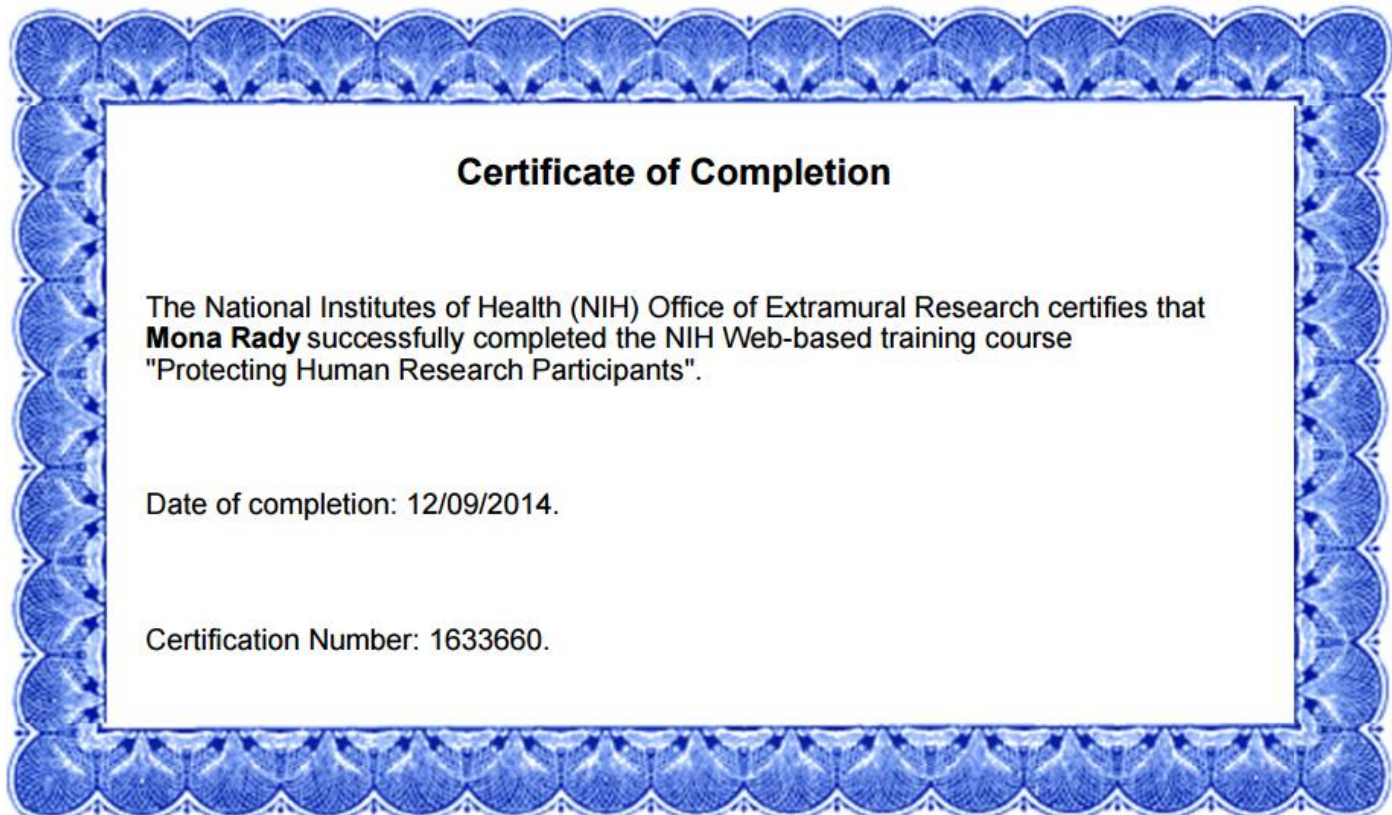 Certificate of Completion
The National Institutes of Health (NIH) Office of Extramural Research certifies that
Mona Rady successfully completed the NIH Web-based training course
"Protecting Human Research Participants".
Date of completion: 12/09/2014.
Certification Number: 1633660.